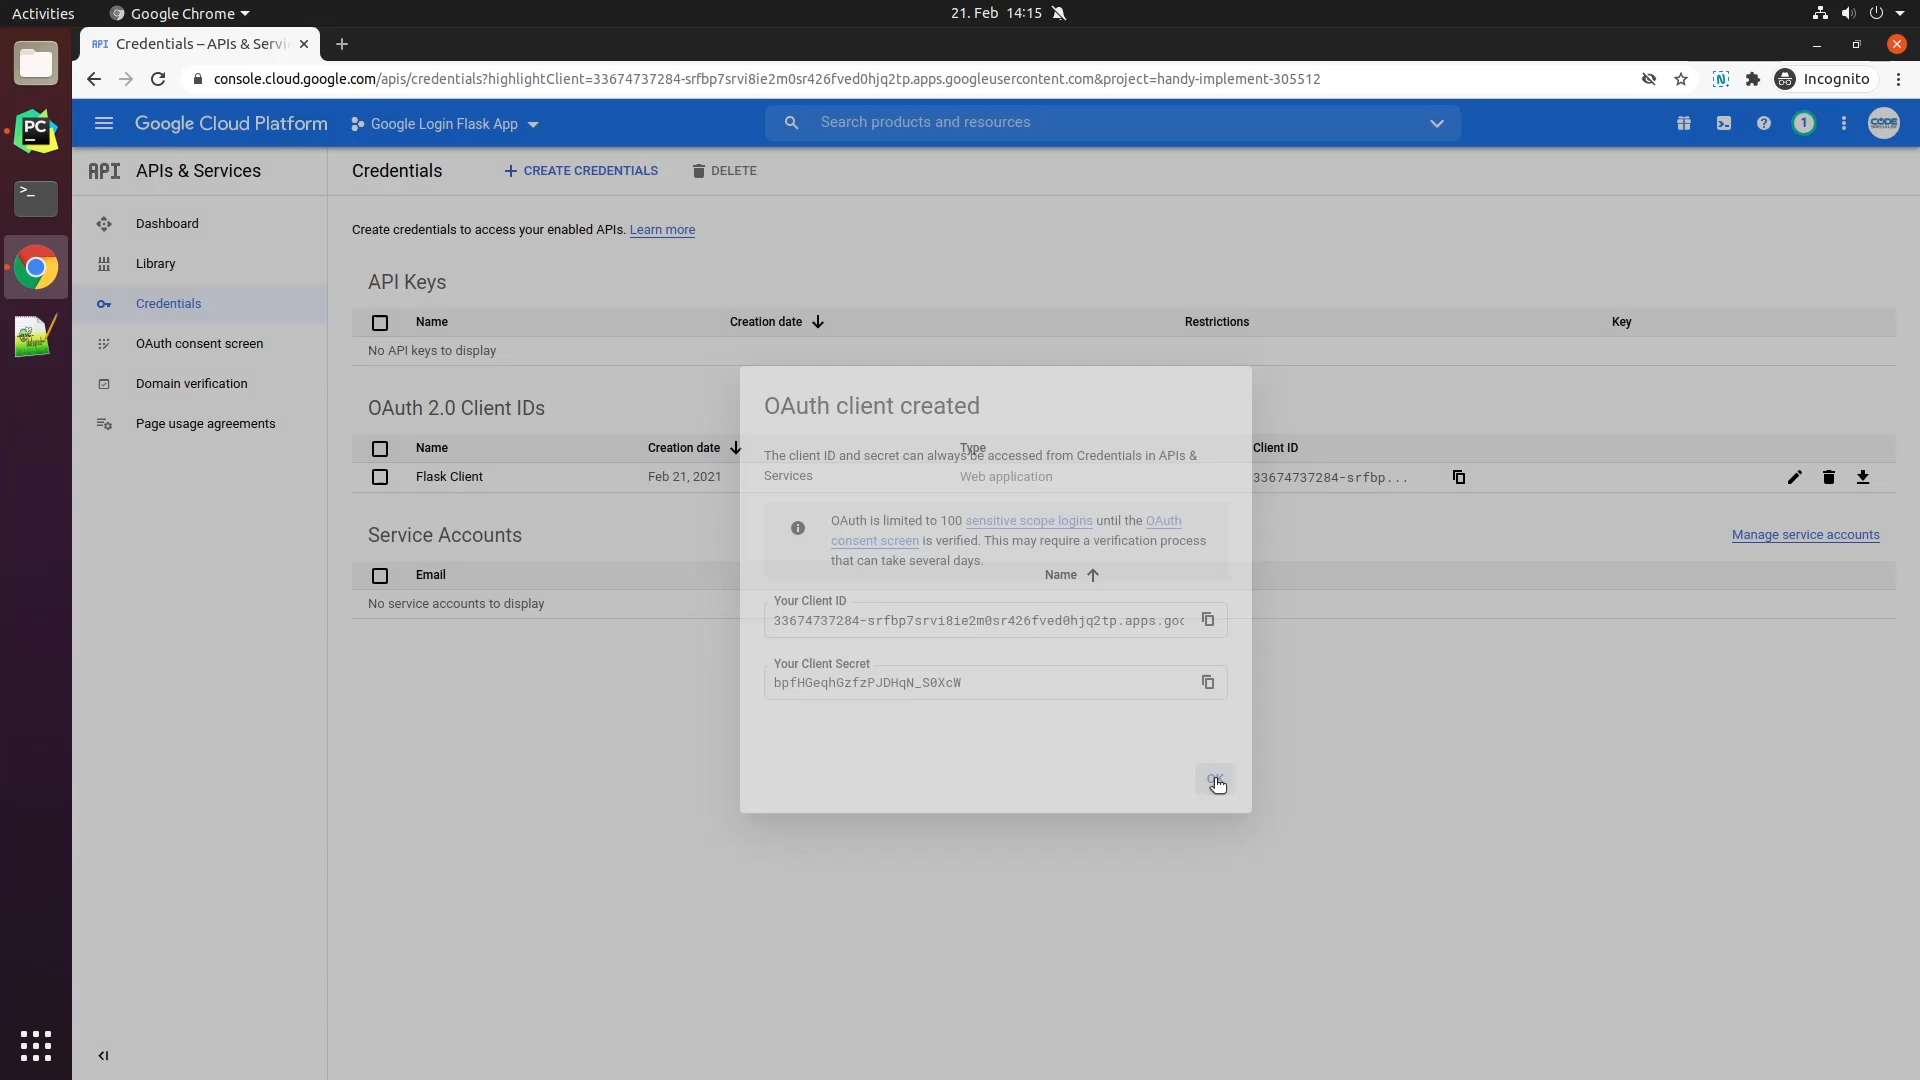 Activities
Google Chrome
21. Feb 14:15
API Credentials – APIs & Servi
console.cloud.google.com/apis/credentials?highlightClient=33674737284-srfbp7srvi8ie2m0sr426fved0hjq2tp.apps.googleusercontent.com&project=handy-implement-305512
Incognito
Google Cloud Platform
Google Login Flask App
Search products and resources
1
CODE
API APIs & Services
Credentials
CREATE CREDENTIALS
DELETE
Dashboard
Library
Credentials
OAuth consent screen
Domain verification
Page usage agreements
Create credentials to access your enabled APIs. Learn more
API Keys
Name Creation date Restrictions Key
No API keys to display
OAuth 2.0 Client IDs
Name Creation date Type Client ID
Flask Client Feb 21, 2021 Web application 33674737284-srfbp...
Service Accounts
Manage service accounts
Email Name
No service accounts to display
OAuth client created
The client ID and secret can always be accessed from Credentials in APIs &
Services
OAuth is limited to 100 sensitive scope logins until the OAuth
consent screen is verified. This may require a verification process
that can take several days.
Your Client ID
33674737284-srfbp7srvi8ie2m0sr426fved0hjq2tp.apps.goo
Your Client Secret
bpfHGeqhGzfzPJDHqN_S0XcW
OK